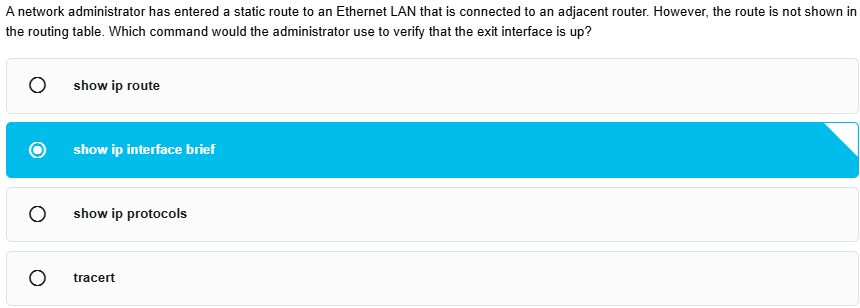 A network administrator has entered a static route to an Ethernet LAN that is connected to an adjacent router. However, the route is not shown in
the routing table. Which command would the administrator use to verify that the exit interface is up?
show ip route
show ip interface brief
show ip protocols
tracert